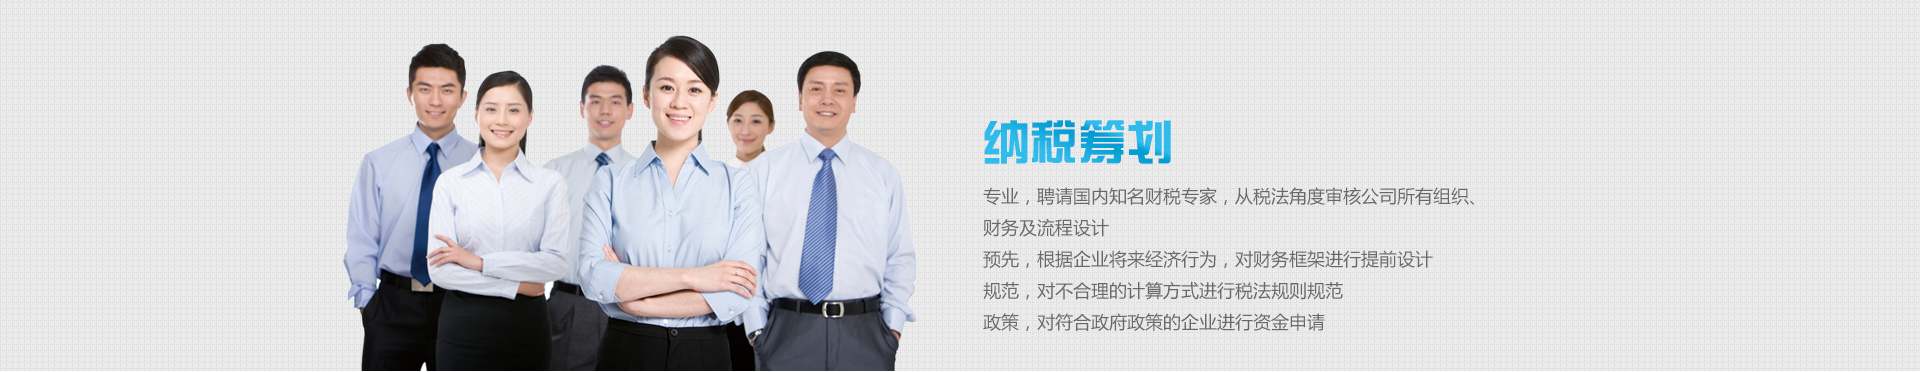 纳税筹划
专业，聘请国内知名财税专家，从税法角度审核公司所有组织、
财务及流程设计
预先，根据企业将来经济行为，对财务框架进行提前设计
规范，对不合理的计算方式进行税法规则规范
政策，对符合政府政策的企业进行资金申请